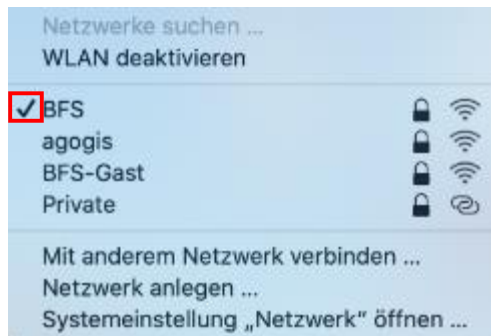 Netzwerke suchen ...
WLAN deaktivieren
BFS
agogis
BFS-Gast
Private
Mit anderem Netzwerk verbinden ...
Netzwerk anlegen ...
Systemeinstellung „Netzwerk“ öffnen ...